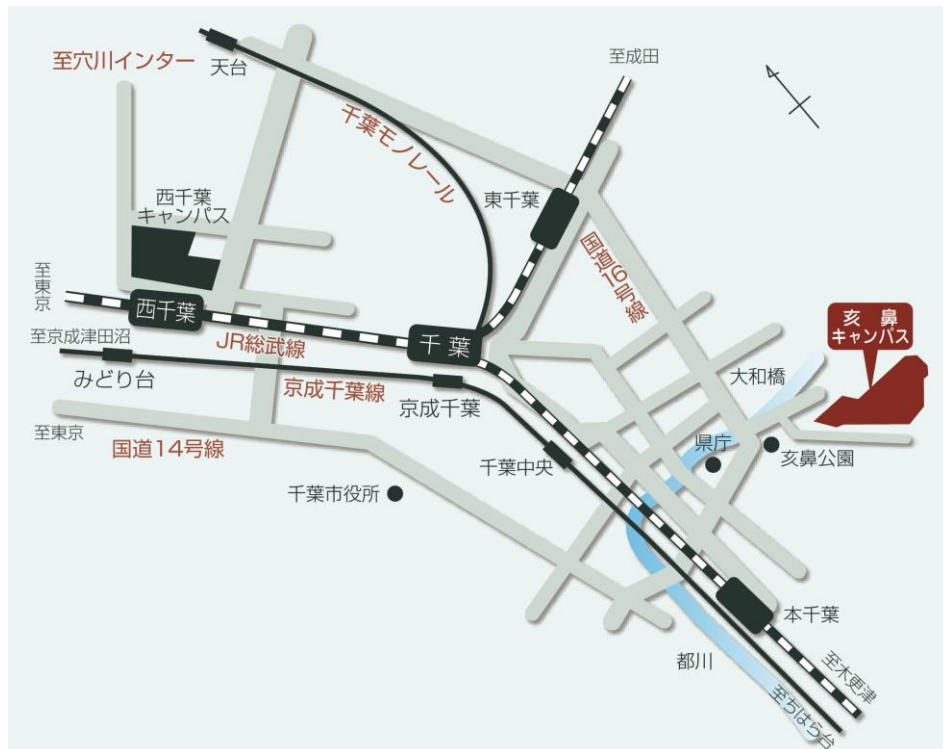 至穴川インター
天台
至成田
千葉モノレール
東千葉
西千葉
キャンパス
国道16号線
至東京
西千葉
千葉
亥鼻
キャンパス
至京成津田沼
JR総武線
みどり台
京成千葉線
京成千葉
大和橋
至東京
国道14号線
千葉中央
県庁
亥鼻公園
千葉市役所
本千葉
都川
至木更津
至ちはら台